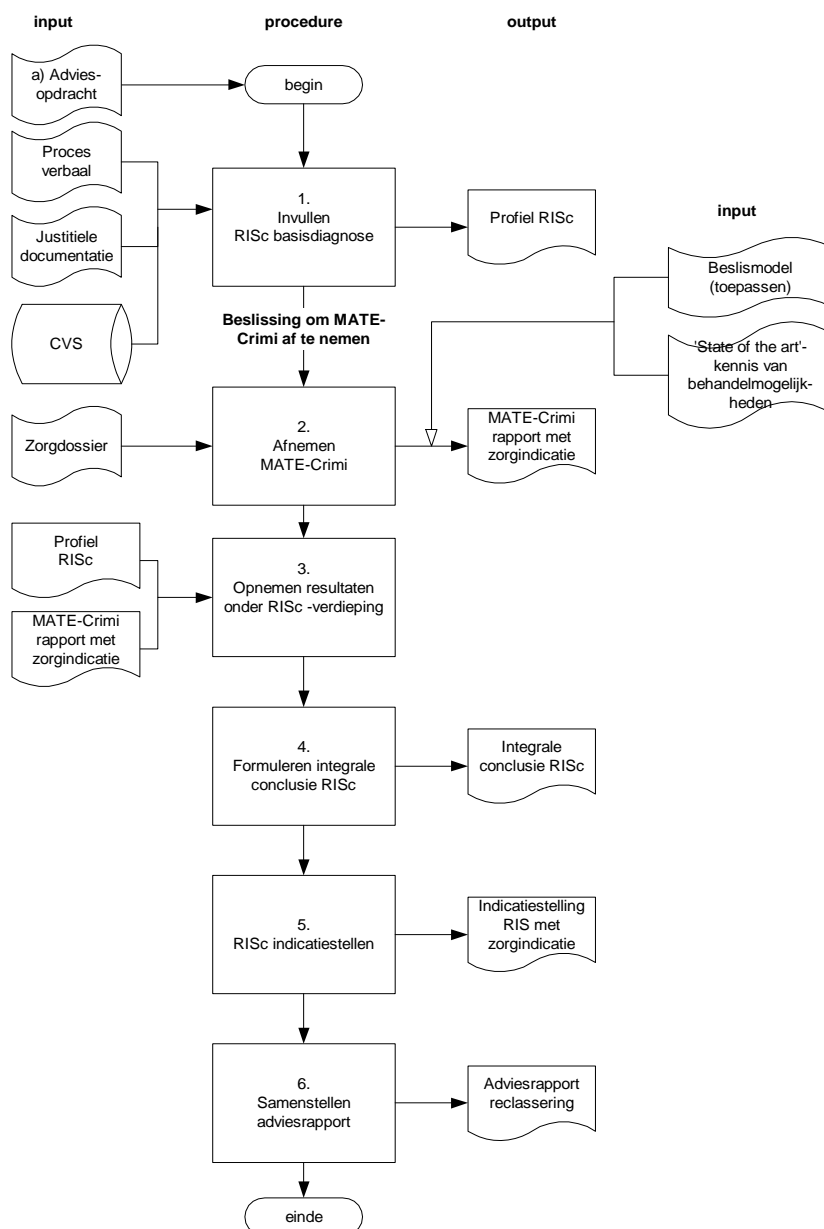 input
procedure
output
a) Advies-
opdracht
begin
Proces
verbaal
Justitiele
documentatie
CVS
1.
Invullen
RISc basisdiagnose
Profiel RISc
input
Beslismodel
(toepassen)
'State of the art'-
kennis van
behandelmogelijk-
heden
Beslissing om MATE-
Crimi af te nemen
Zorgdossier
2.
Afnemen
MATE-Crimi
MATE-Crimi
rapport met
zorgindicatie
Profiel
RISc
MATE-Crimi
rapport met
zorgindicatie
3.
Opnemen resultaten
onder RISc -verdieping
4.
Formuleren integrale
conclusie RISc
Integrale
conclusie RISc
5.
RISc indicatiestellen
Indicatiestelling
RIS met
zorgindicatie
6.
Samenstellen
adviesrapport
Adviesrapport
reclassering
einde